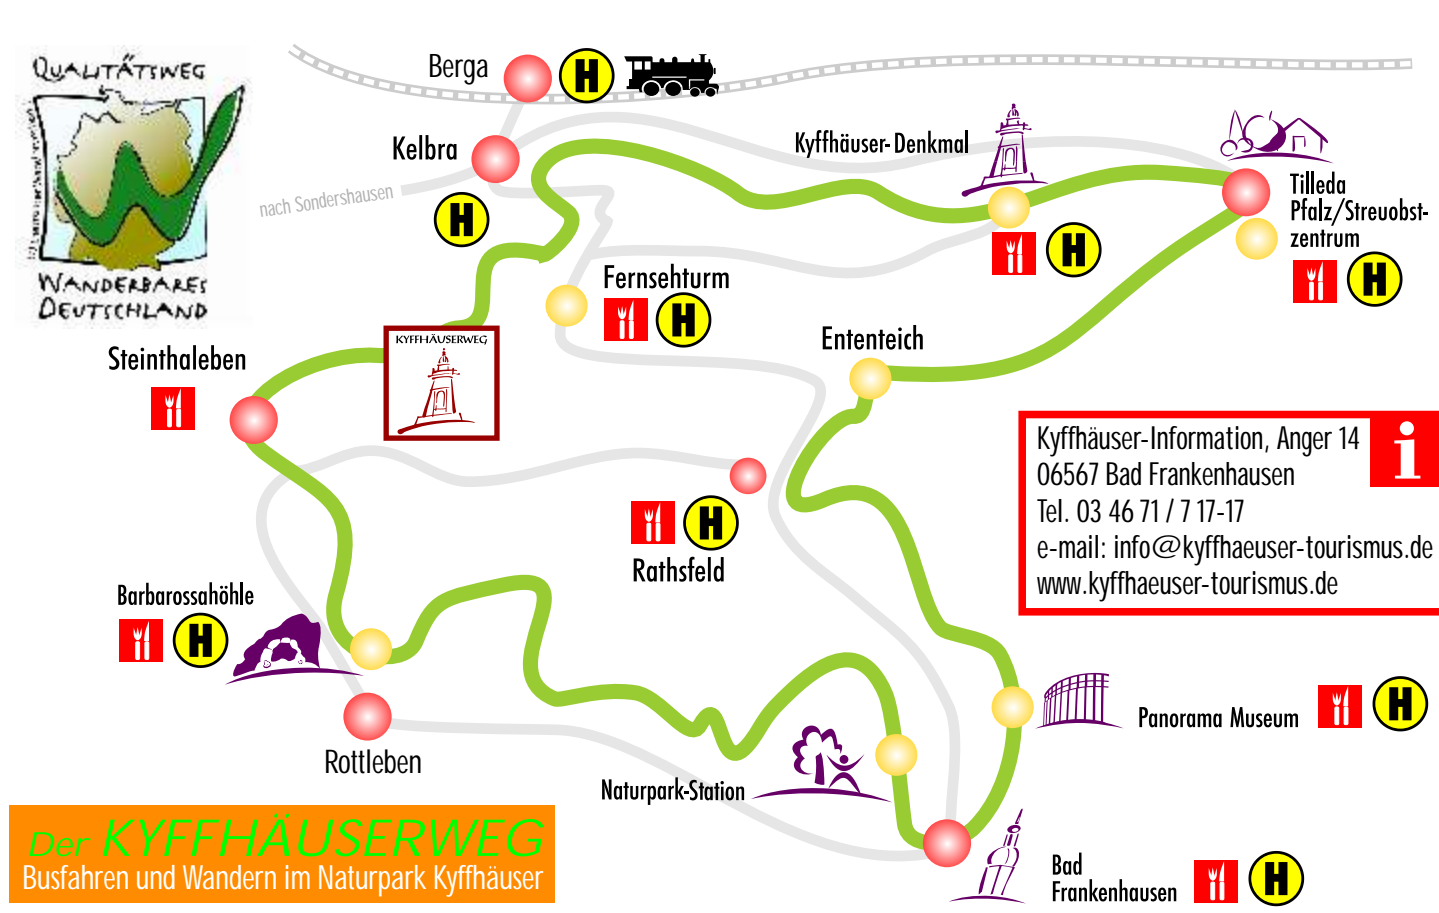 QUALITÄTSWEG
WANDERBARES
DEUTSCHLAND
Berga
H
Kelbra
H
nach Sondershausen
Kyffhäuser-Denkmal
H
Tilleda
Pfalz/Streuobst-
zentrum
H
Fernsehturm
H
KYFFHÄUSERWEG
Steinthaleben
Ententeich
Kyffhäuser-Information, Anger 14
06567 Bad Frankenhausen
Tel. 03 46 71 / 7 17-17
e-mail: info@kyffhaeuser-tourismus.de
www.kyffhaeuser-tourismus.de
i
H
Rathsfeld
Barbarossahöhle
H
Rottleben
Panorama Museum
H
Naturpark-Station
Der KYFFHÄUSERWEG
Busfahren und Wandern im Naturpark Kyffhäuser
Bad
Frankenhausen
H